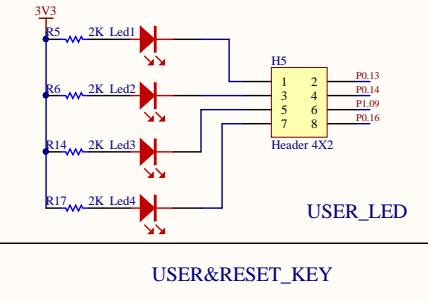 3V3
R5 2K Led1
H5
1 2 P0.13
R6 2K Led2
3 4 P0.14
5 6 P1.09
7 8 P0.16
R14 2K Led3
Header 4X2
R17 2K Led4
USER_LED
USER&RESET_KEY